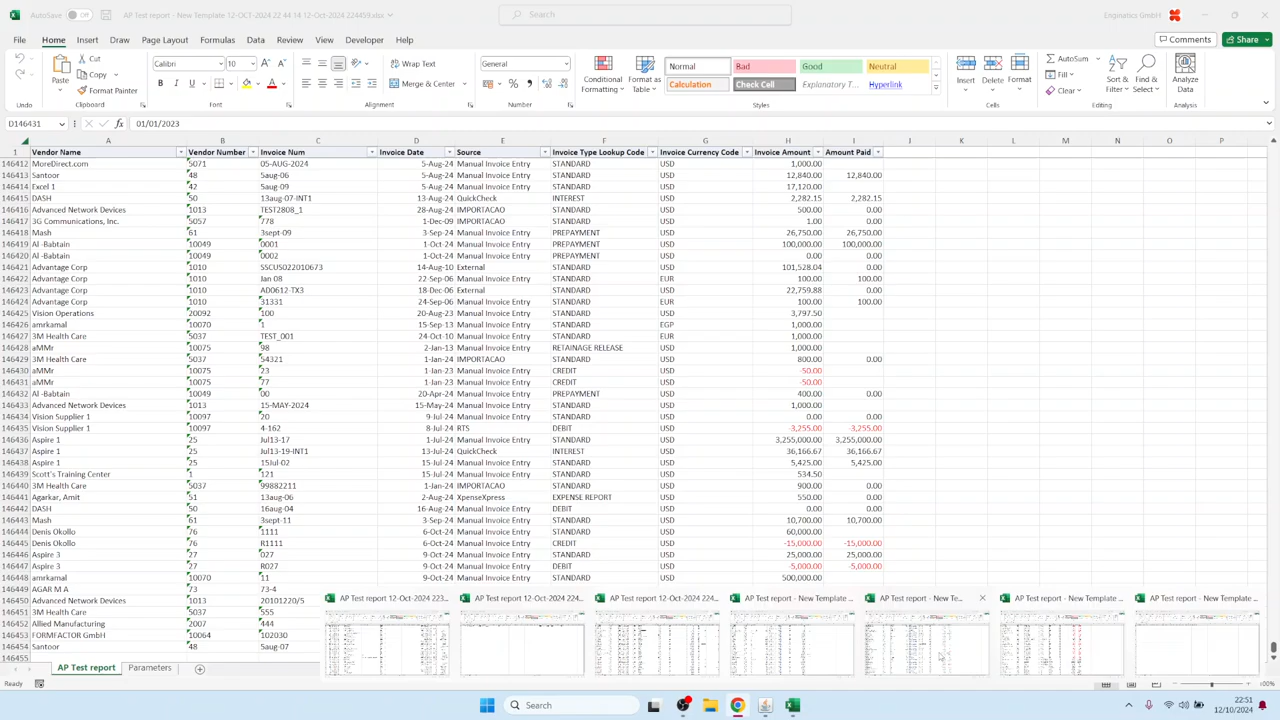 AutoSave Off AP Test report - New Template 12-OCT-2024 22 44 14 12-Oct-2024 224459.xlsx Search Enginatics GmbH
File Home Insert Draw Page Layout Formulas Data Review View Developer Help Comments Share
Paste Cut Copy Format Painter Calibri 10 Wrap Text Merge & Center General Conditional Formatting Format as Table Normal Bad Good Neutral Insert Delete Format AutoSum Fill Clear Sort & Filter Find & Select Analyze Data
Calculation Check Cell Explanatory T... Hyperlink
Undo Clipboard Font Alignment Number Styles Cells Editing Analysis
D146431 fx 01/01/2023
A B C D E F G H I J K L M N O P
1 Vendor Name Vendor Number Invoice Num Invoice Date Source Invoice Type Lookup Code Invoice Currency Code Invoice Amount Amount Paid
146412 MoreDirect.com 5071 05-AUG-2024 5-Aug-24 Manual Invoice Entry STANDARD USD 1,000.00
146413 Santoor 48 5aug-06 5-Aug-24 Manual Invoice Entry STANDARD USD 12,840.00 12,840.00
146414 Excel 1 42 5aug-09 5-Aug-24 Manual Invoice Entry STANDARD USD 17,120.00
146415 DASH 50 13aug-07-INT1 13-Aug-24 QuickCheck INTEREST USD 2,282.15 2,282.15
146416 Advanced Network Devices 1013 TEST2808_1 28-Aug-24 IMPORTACAO STANDARD USD 500.00 0.00
146417 3G Communications, Inc. 5057 778 1-Dec-09 IMPORTACAO STANDARD USD 1.00 0.00
146418 Mash 61 3sept-09 3-Sep-24 Manual Invoice Entry PREPAYMENT USD 26,750.00 26,750.00
146419 Al -Babtain 10049 0001 1-Oct-24 Manual Invoice Entry PREPAYMENT USD 100,000.00 100,000.00
146420 Al -Babtain 10049 0002 1-Oct-24 Manual Invoice Entry PREPAYMENT USD 0.00 0.00
146421 Advantage Corp 1010 SSCUS022010673 14-Aug-10 External STANDARD USD 101,528.04 0.00
146422 Advantage Corp 1010 Jan 08 22-Sep-06 Manual Invoice Entry STANDARD EUR 100.00 100.00
146423 Advantage Corp 1010 AD0612-TX3 18-Dec-06 External STANDARD USD 22,759.88 0.00
146424 Advantage Corp 1010 31331 24-Sep-06 Manual Invoice Entry STANDARD EUR 100.00 100.00
146425 Vision Operations 20092 100 20-Aug-23 Manual Invoice Entry STANDARD USD 3,797.50
146426 amrkamal 10070 1 15-Sep-13 Manual Invoice Entry STANDARD EGP 1,000.00
146427 3M Health Care 5037 TEST_001 24-Oct-10 Manual Invoice Entry STANDARD EUR 1,000.00
146428 aMMr 10075 98 2-Jan-13 Manual Invoice Entry RETAINAGE RELEASE USD 1,000.00
146429 3M Health Care 5037 54321 1-Jan-24 IMPORTACAO STANDARD USD 800.00 0.00
146430 aMMr 10075 23 1-Jan-23 Manual Invoice Entry CREDIT USD -50.00
146431 aMMr 10075 77 1-Jan-23 Manual Invoice Entry CREDIT USD -50.00
146432 Al -Babtain 10049 00 20-Apr-24 Manual Invoice Entry PREPAYMENT USD 400.00 0.00
146433 Advanced Network Devices 1013 15-MAY-2024 15-May-24 Manual Invoice Entry STANDARD USD 1,000.00
146434 Vision Supplier 1 10097 20 9-Jul-24 Manual Invoice Entry STANDARD USD 0.00 0.00
146435 Vision Supplier 1 10097 4-162 8-Jul-24 RTS DEBIT USD -3,255.00 -3,255.00
146436 Aspire 1 25 Jul13-17 1-Jul-24 Manual Invoice Entry STANDARD USD 3,255,000.00 3,255,000.00
146437 Aspire 1 25 Jul13-19-INT1 13-Jul-24 QuickCheck INTEREST USD 36,166.67 36,166.67
146438 Aspire 1 25 15Jul-02 15-Jul-24 Manual Invoice Entry STANDARD USD 5,425.00 5,425.00
146439 Scott's Training Center 1 121 15-Jul-24 Manual Invoice Entry STANDARD USD 534.50
146440 3M Health Care 5037 99882211 1-Jan-24 IMPORTACAO STANDARD USD 900.00 0.00
146441 Agarkar, Amit 51 13aug-06 2-Aug-24 XpenseXpress EXPENSE REPORT USD 550.00 0.00
146442 DASH 50 16aug-04 16-Aug-24 Manual Invoice Entry DEBIT USD 0.00 0.00
146443 Mash 61 3sept-11 3-Sep-24 Manual Invoice Entry STANDARD USD 10,700.00 10,700.00
146444 Denis Okollo 76 1111 6-Oct-24 Manual Invoice Entry STANDARD USD 60,000.00
146445 Denis Okollo 76 R1111 6-Oct-24 Manual Invoice Entry CREDIT USD -15,000.00 -15,000.00
146446 Aspire 3 27 027 9-Oct-24 Manual Invoice Entry STANDARD USD 25,000.00 25,000.00
146447 Aspire 3 27 R027 9-Oct-24 Manual Invoice Entry DEBIT USD -5,000.00 -5,000.00
146448 amrkamal 10070 11 9-Oct-24 Manual Invoice Entry STANDARD USD 500,000.00
146449 AGAR M A 73 73-4
146450 Advanced Network Devices 1013 20101220/5
146451 3M Health Care 5037 555
146452 Allied Manufacturing 2007 444
146453 FORMFACTOR GmbH 10064 102030
146454 Santoor 48 5aug-07
146455
AP Test report 12-Oct-2024 223... AP Test report 12-Oct-2024 224... AP Test report 12-Oct-2024 224... AP Test report - New Template ... AP Test report - New Te... AP Test report - New Template ... AP Test report - New Template ...
AP Test report Parameters
Ready 100%
Search 22:51
12/10/2024